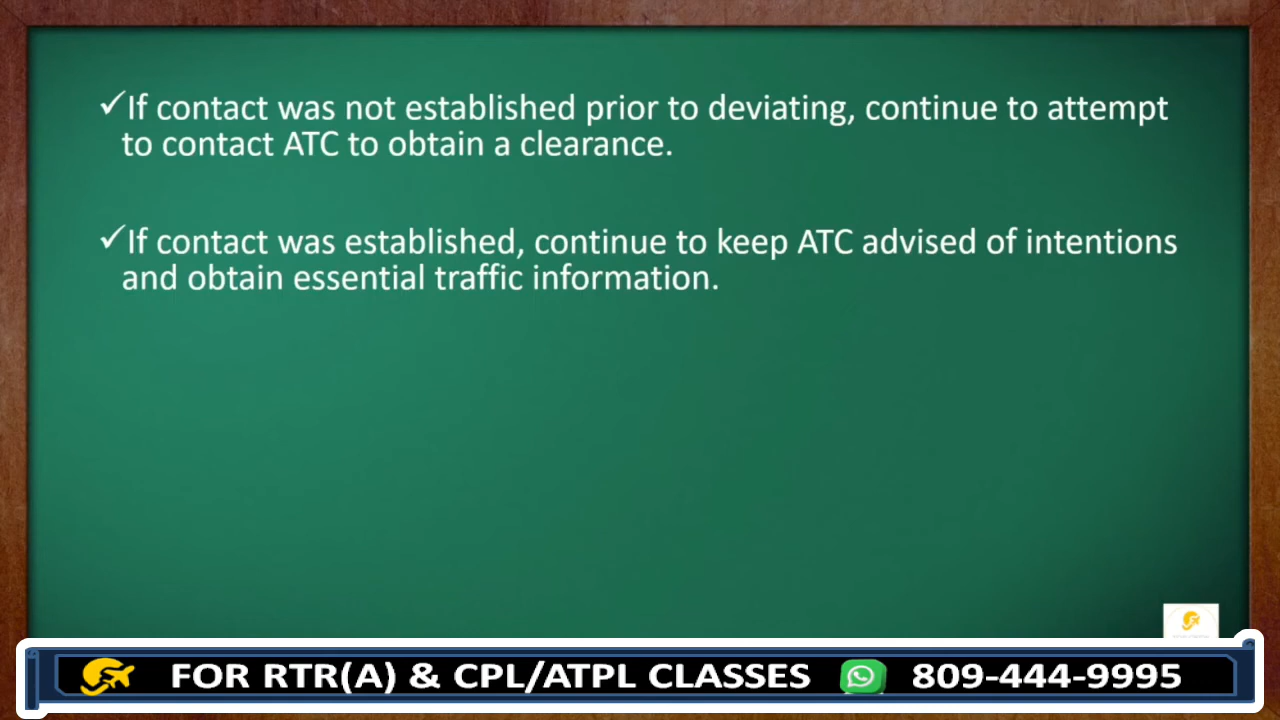 ✓If contact was not established prior to deviating, continue to attempt
to contact ATC to obtain a clearance.
✓If contact was established, continue to keep ATC advised of intentions
and obtain essential traffic information.
FOR RTR(A) & CPL/ATPL CLASSES 809-444-9995